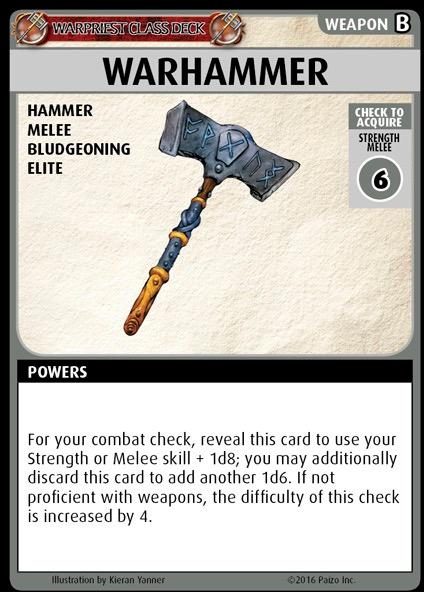 WARPRIEST CLASS DECK
WEAPON B
WARHAMMER
HAMMER
MELEE
BLUDGEONING
ELITE
CHECK TO
ACQUIRE
STRENGTH
MELEE
6
POWERS
For your combat check, reveal this card to use your
Strength or Melee skill + 1d8; you may additionally
discard this card to add another 1d6. If not
proficient with weapons, the difficulty of this check
is increased by 4.
Illustration by Kieran Yanner
©2016 Paizo Inc.